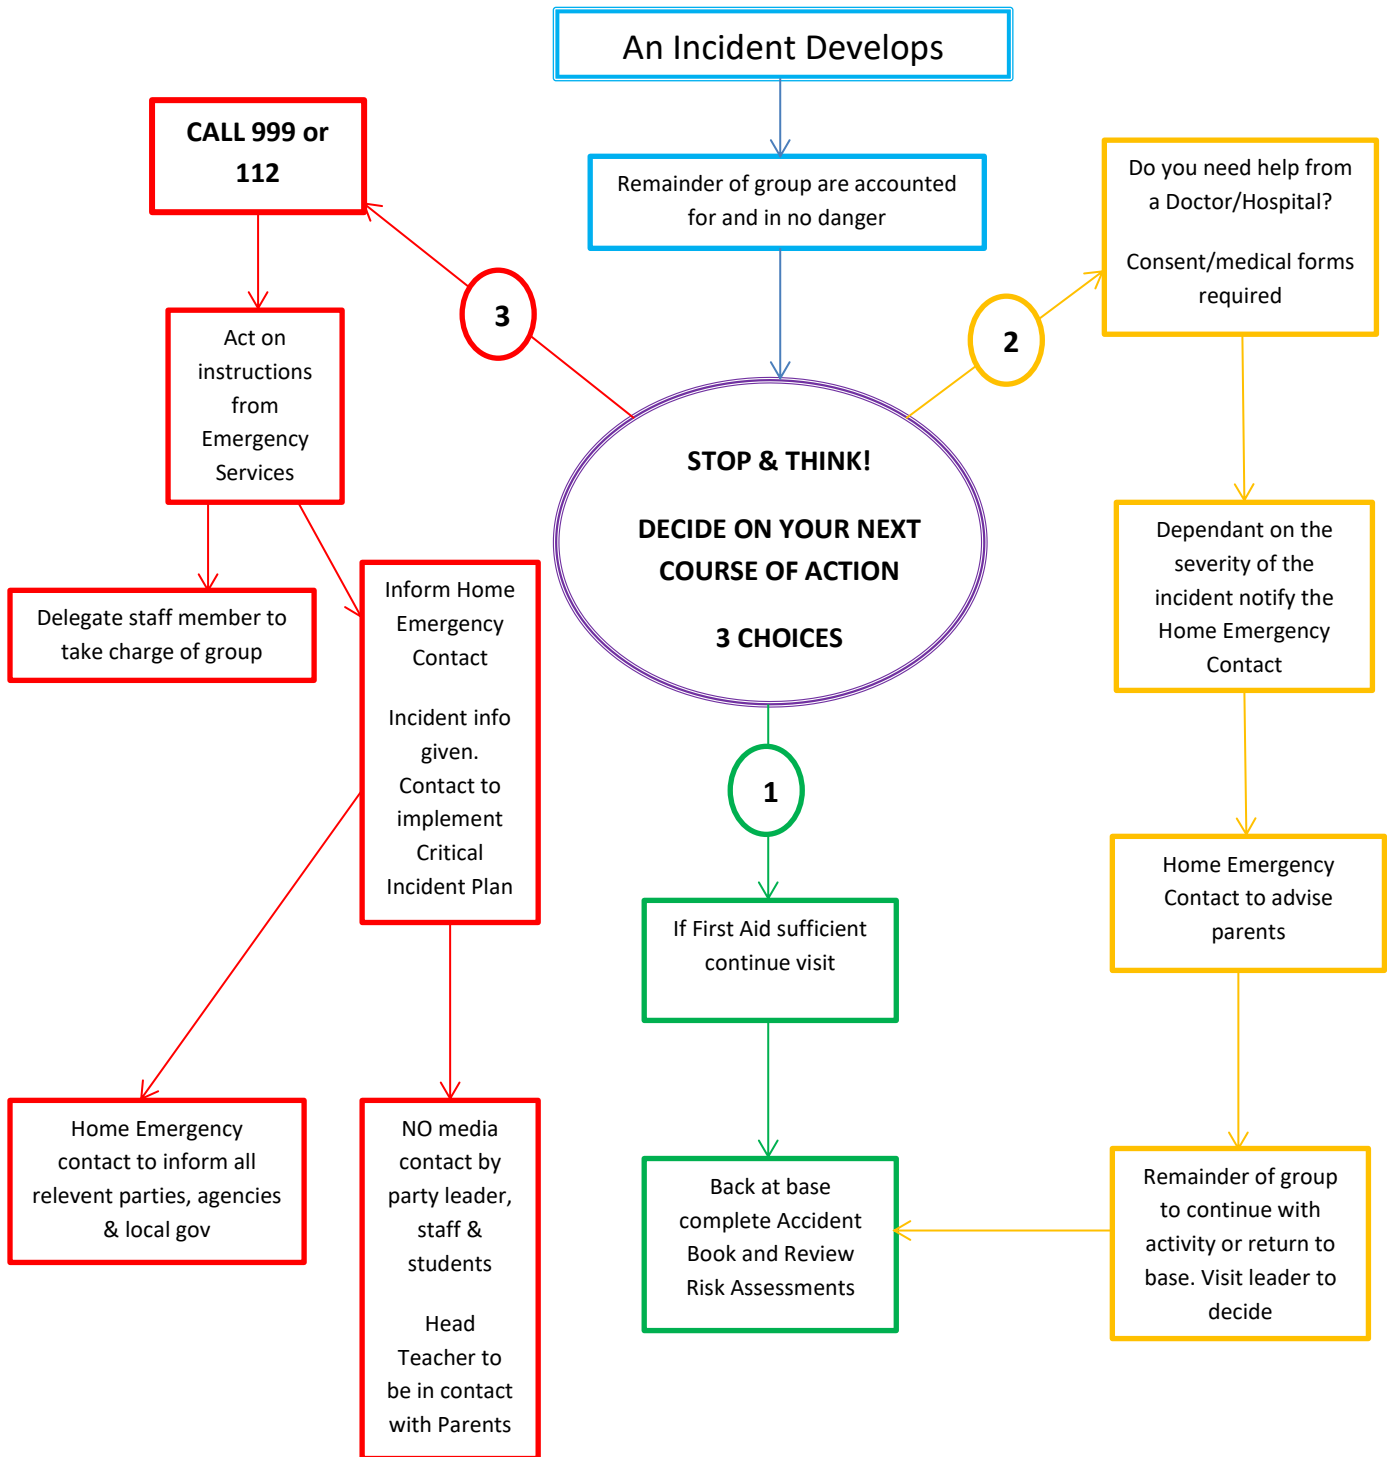 An Incident Develops
Remainder of group are accounted
for and in no danger
STOP & THINK!
DECIDE ON YOUR NEXT
COURSE OF ACTION
3 CHOICES
1
If First Aid sufficient
continue visit
Back at base
complete Accident
Book and Review
Risk Assessments
2
Do you need help from
a Doctor/Hospital?
Consent/medical forms
required
Dependant on the
severity of the
incident notify the
Home Emergency
Contact
Home Emergency
Contact to advise
parents
Remainder of group
to continue with
activity or return to
base. Visit leader to
decide
3
CALL 999 or
112
Act on
instructions
from
Emergency
Services
Delegate staff member to
take charge of group
Inform Home
Emergency
Contact
Incident info
given.
Contact to
implement
Critical
Incident Plan
Home Emergency
contact to inform all
relevent parties, agencies
& local gov
NO media
contact by
party leader,
staff &
students
Head
Teacher to
be in contact
with Parents